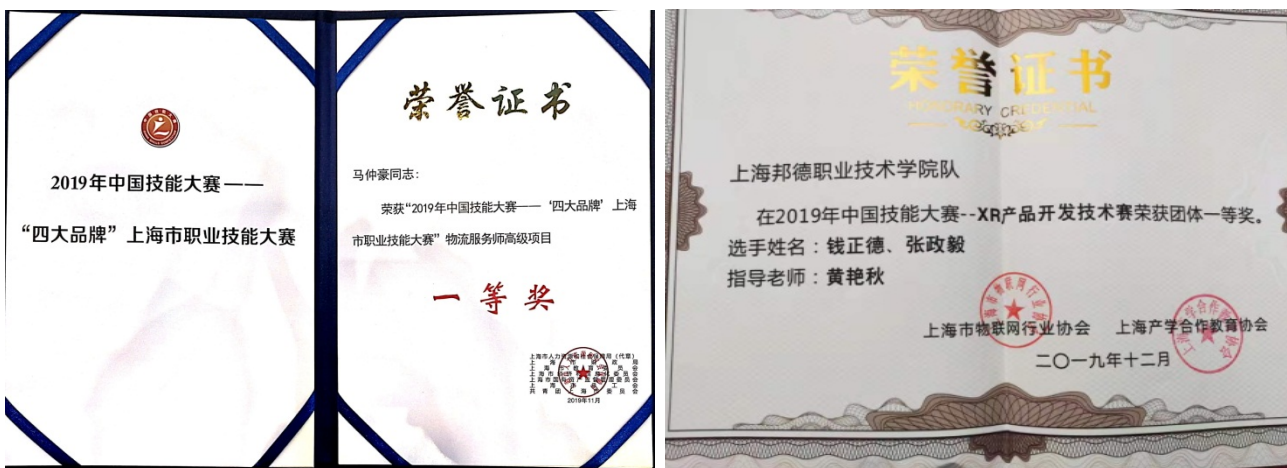 2019年中国技能大赛——
“四大品牌”上海市职业技能大赛
荣誉证书
马仲豪同志：
荣获“2019年中国技能大赛——‘四大品牌’上海
市职业技能大赛”物流服务师高级项目
一等奖
2019年11月
荣誉证书
HONORARY CREDENTIAL
上海邦德职业技术学院队
在2019年中国技能大赛--XR产品开发技术赛荣获团体一等奖。
选手姓名：钱正德、张政毅
指导老师：黄艳秋
上海市物联网行业协会 上海产学合作教育协会
二〇一九年十二月